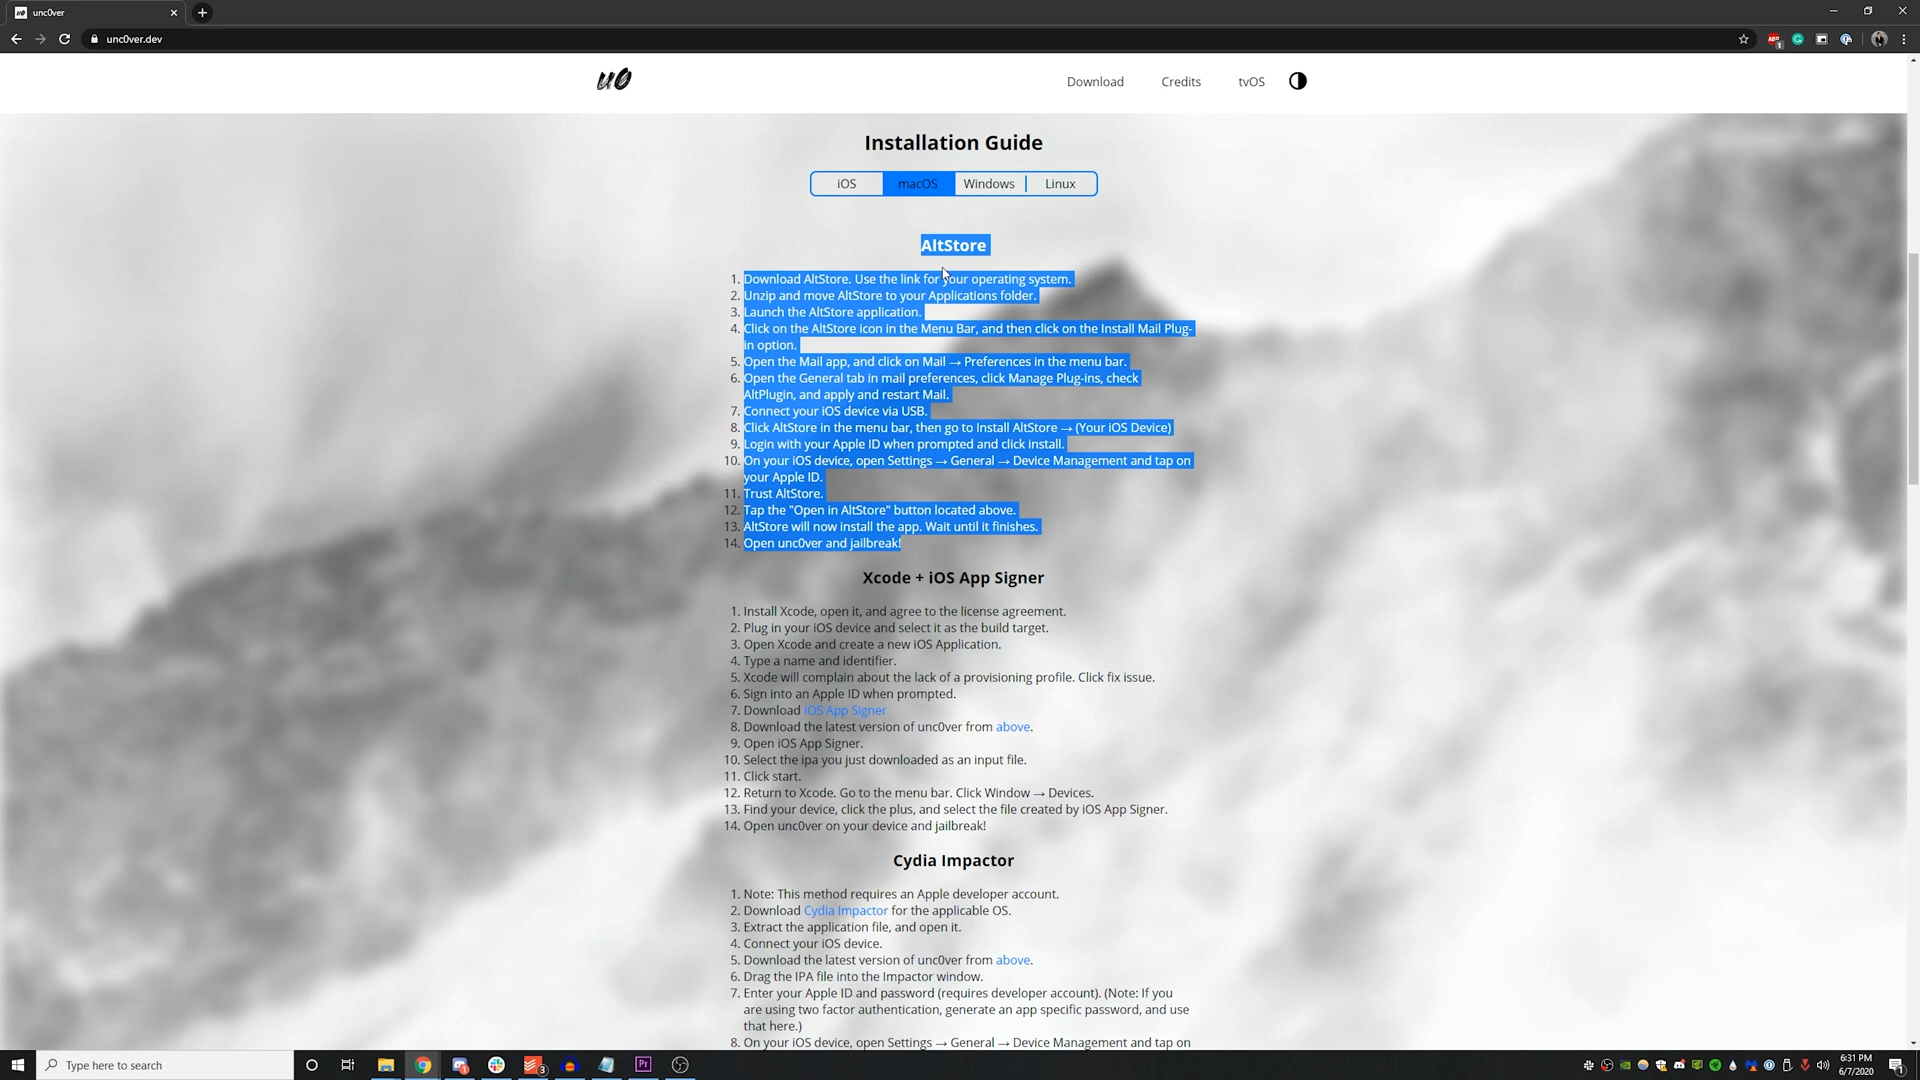 unc0ver
unc0ver.dev
u0
Download
Credits
tvOS
Installation Guide
iOS
macOS
Windows
Linux
AltStore
1. Download AltStore. Use the link for your operating system.
2. Unzip and move AltStore to your Applications folder.
3. Launch the AltStore application.
4. Click on the AltStore icon in the Menu Bar, and then click on the Install Mail Plug-
in option.
5. Open the Mail app, and click on Mail → Preferences in the menu bar.
6. Open the General tab in mail preferences, click Manage Plug-ins, check
AltPlugin, and apply and restart Mail.
7. Connect your iOS device via USB.
8. Click AltStore in the menu bar, then go to Install AltStore → (Your iOS Device)
9. Login with your Apple ID when prompted and click install.
10. On your iOS device, open Settings → General → Device Management and tap on
your Apple ID.
11. Trust AltStore.
12. Tap the "Open in AltStore" button located above.
13. AltStore will now install the app. Wait until it finishes.
14. Open unc0ver and jailbreak!
Xcode + iOS App Signer
1. Install Xcode, open it, and agree to the license agreement.
2. Plug in your iOS device and select it as the build target.
3. Open Xcode and create a new iOS Application.
4. Type a name and identifier.
5. Xcode will complain about the lack of a provisioning profile. Click fix issue.
6. Sign into an Apple ID when prompted.
7. Download iOS App Signer
8. Download the latest version of unc0ver from above.
9. Open iOS App Signer.
10. Select the ipa you just downloaded as an input file.
11. Click start.
12. Return to Xcode. Go to the menu bar. Click Window → Devices.
13. Find your device, click the plus, and select the file created by iOS App Signer.
14. Open unc0ver on your device and jailbreak!
Cydia Impactor
1. Note: This method requires an Apple developer account.
2. Download Cydia Impactor for the applicable OS.
3. Extract the application file, and open it.
4. Connect your iOS device.
5. Download the latest version of unc0ver from above.
6. Drag the IPA file into the Impactor window.
7. Enter your Apple ID and password (requires developer account). (Note: If you
are using two factor authentication, generate an app specific password, and use
that here.)
8. On your iOS device, open Settings → General → Device Management and tap on
Type here to search
3
Pr
6:31 PM
6/7/2020